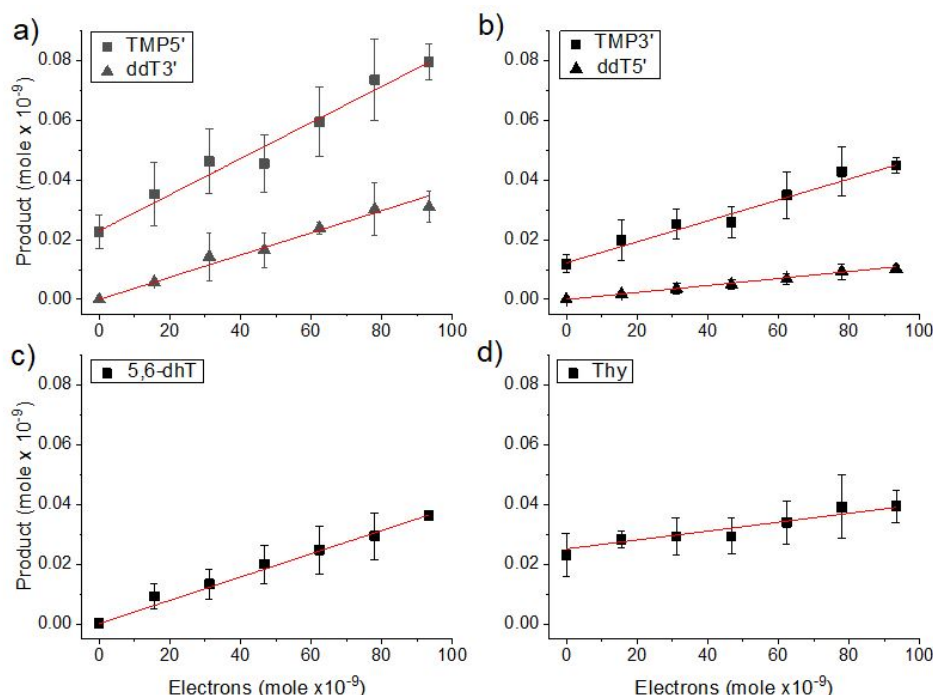 a)
TMP5'
ddT3'
0.08
0.06
0.04
0.02
0.00
0 20 40 60 80 100
Product (mole x 10⁻⁹)
b)
TMP3'
ddT5'
0.08
0.06
0.04
0.02
0.00
0 20 40 60 80 100
c)
5,6-dhT
0.08
0.06
0.04
0.02
0.00
0 20 40 60 80 100
Product (mole x 10⁻⁹)
Electrons (mole x10⁻⁹)
d)
Thy
0.08
0.06
0.04
0.02
0.00
0 20 40 60 80 100
Electrons (mole x10⁻⁹)